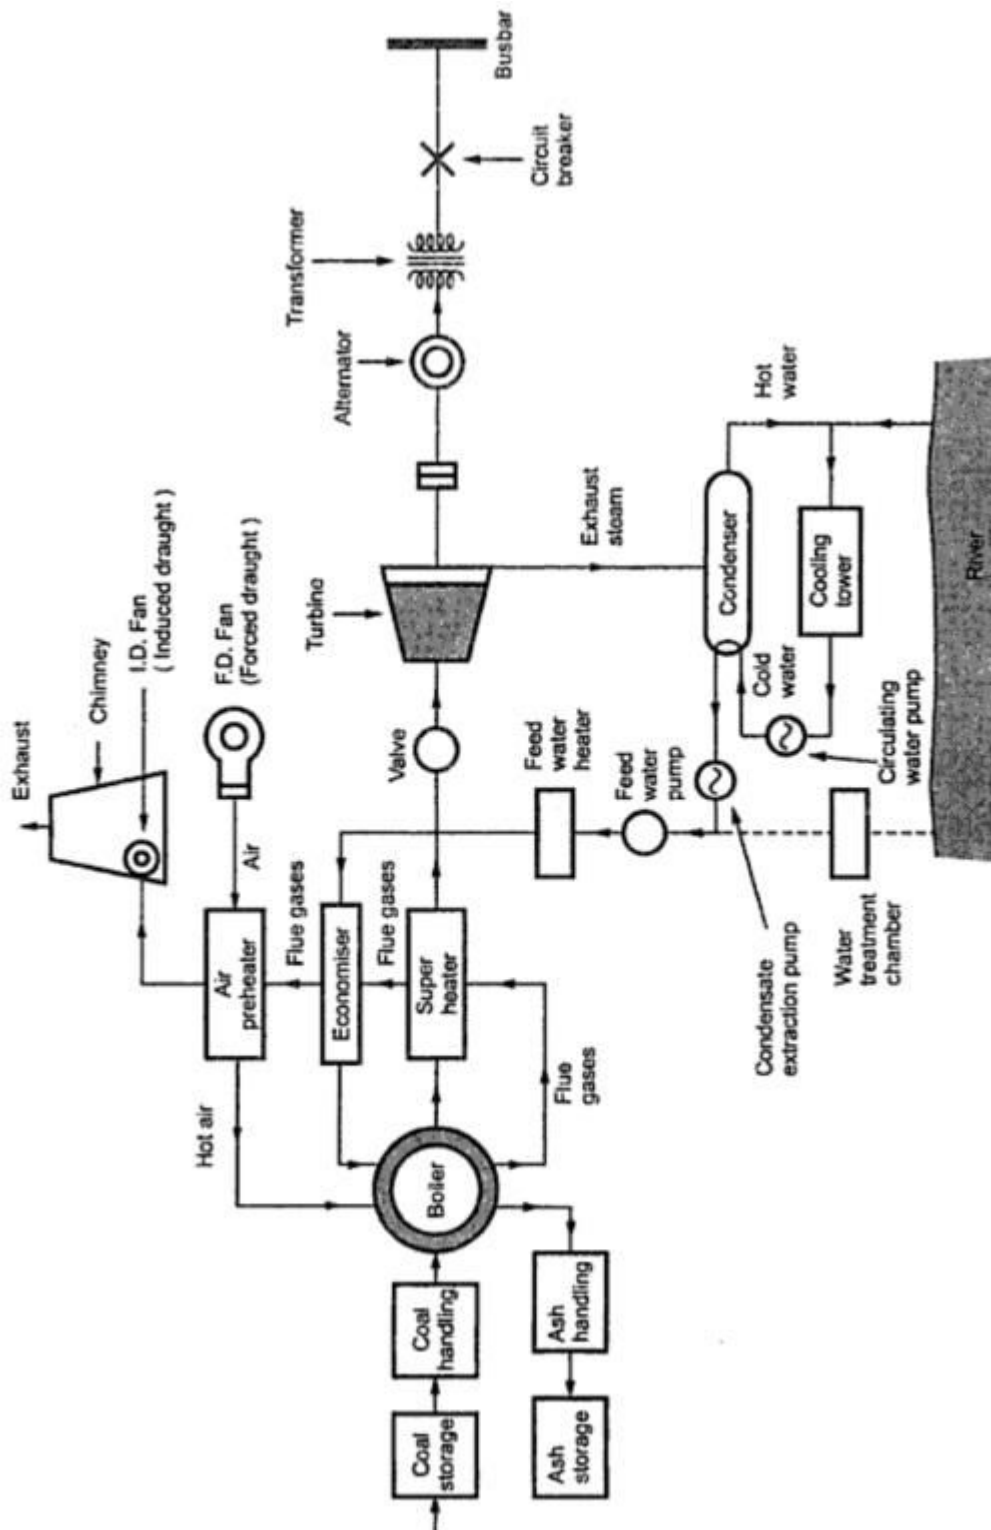 Exhaust
Chimney
I.D. Fan
( Induced draught )
F.D. Fan
(Forced draught )
Hot air
Air
preheater
Air
Flue gases
Economiser
Flue gases
Super
heater
Boiler
Coal
storage
Coal
handling
Valve
Turbine
Alternator
Transformer
Circuit
breaker
Busbar
Flue
gases
Ash
storage
Ash
handling
Feed
water
heater
Feed
water
pump
Exhaust
steam
Condenser
Hot
water
Cold
water
Cooling
tower
Condensate
extraction pump
Water
treatment
chamber
Circulating
water pump
River